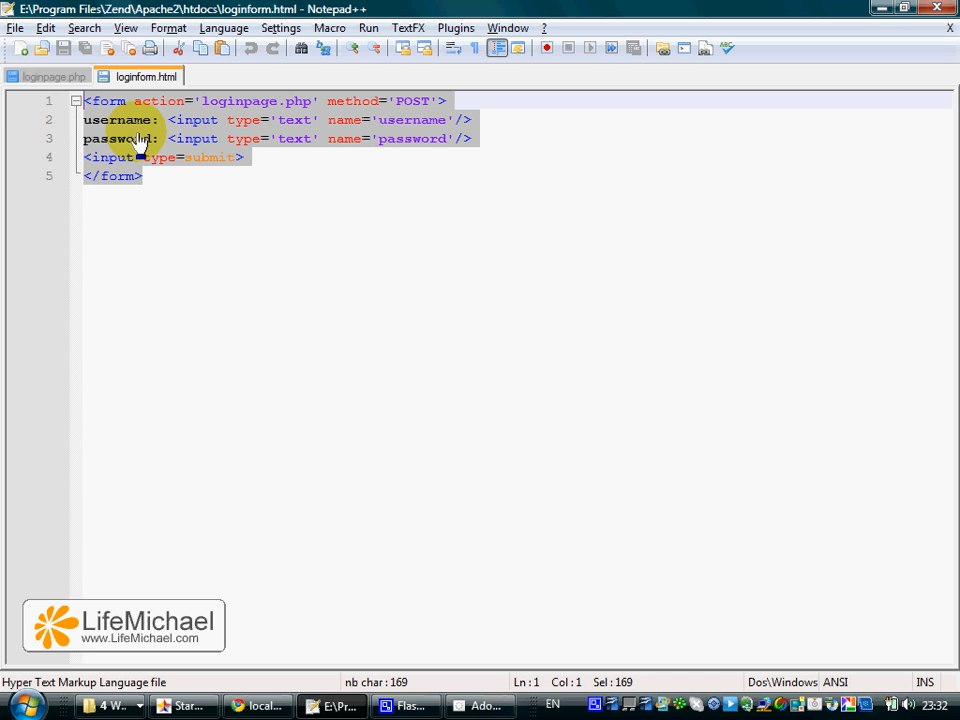 E:\Program Files\Zend\Apache2\htdocs\loginform.html - Notepad++
File Edit Search View Format Language Settings Macro Run TextFX Plugins Window ? X
loginpage.php loginform.html
1 <form action='loginpage.php' method='POST'>
2 username: <input type='text' name='username'/>
3 password: <input type='text' name='password'/>
4 <input type=submit>
5 </form>
LifeMichael
www.LifeMichael.com
Hyper Text Markup Language file nb char : 169 Ln : 1 Col : 1 Sel : 169 Dos\Windows ANSI INS
4 W... Star... local... E:\Pr... Flas... Ado... EN 23:32